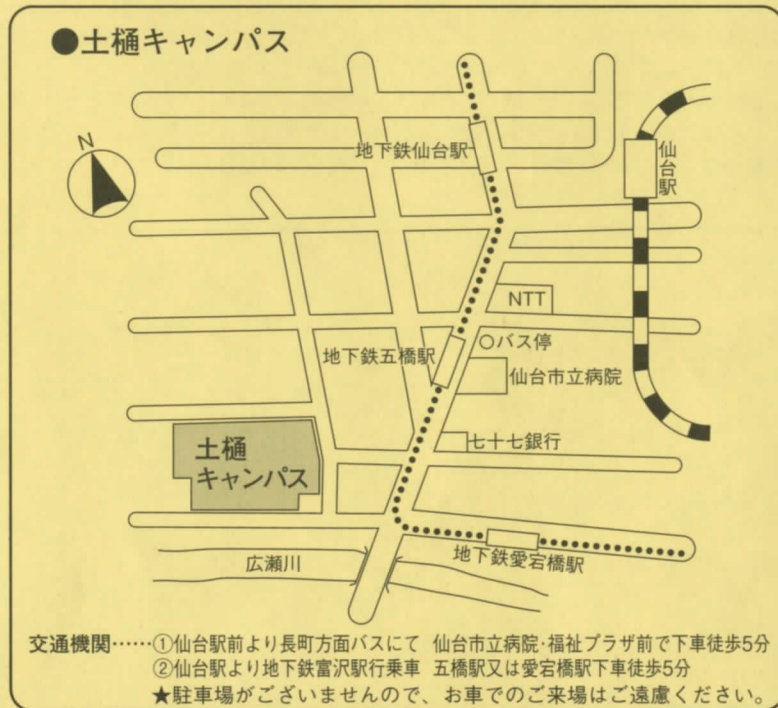 ●土樋キャンパス
N
地下鉄仙台駅
仙台駅
NTT
○バス停
地下鉄五橋駅
仙台市立病院
七十七銀行
土樋
キャンパス
地下鉄愛宕橋駅
広瀬川
交通機関……①仙台駅前より長町方面バスにて 仙台市立病院･福祉プラザ前で下車徒歩5分
②仙台駅より地下鉄富沢駅行乗車 五橋駅又は愛宕橋駅下車徒歩5分
★駐車場がございませんので、お車でのご来場はご遠慮ください。